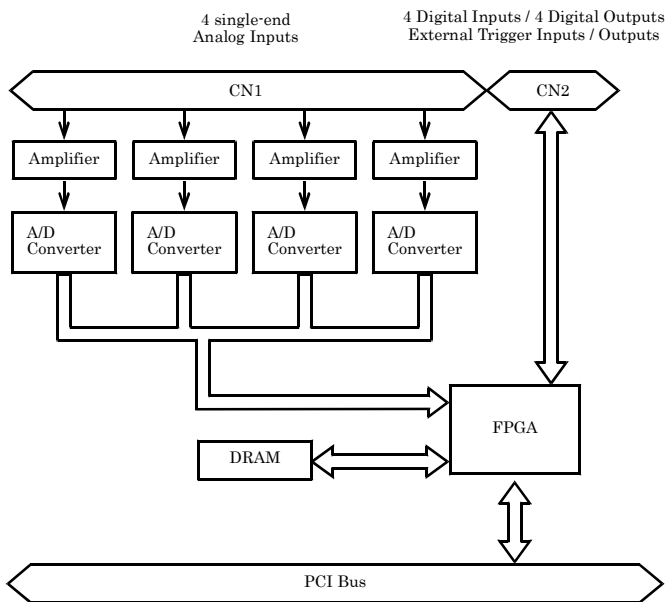 4 single-end
Analog Inputs
4 Digital Inputs / 4 Digital Outputs
External Trigger Inputs / Outputs
CN1
CN2
Amplifier
Amplifier
Amplifier
Amplifier
A/D
Converter
A/D
Converter
A/D
Converter
A/D
Converter
FPGA
DRAM
PCI Bus